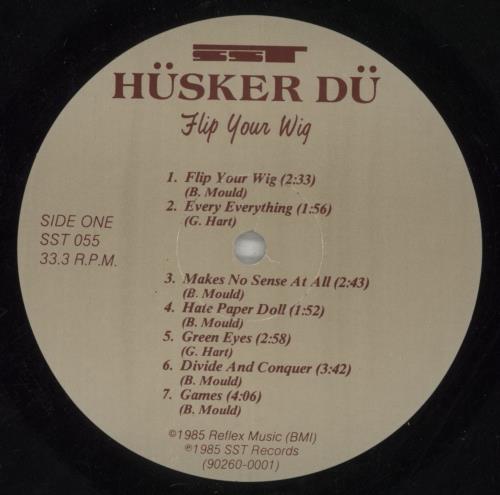 SST
HÜSKER DÜ
Flip Your Wig
1. Flip Your Wig (2:33)
(B. Mould)
2. Every Everything (1:56)
(G. Hart)
SIDE ONE
SST 055
33.3 R.P.M.
3. Makes No Sense At All (2:43)
(B. Mould)
4. Hate Paper Doll (1:52)
(B. Mould)
5. Green Eyes (2:58)
(G. Hart)
6. Divide And Conquer (3:42)
(B. Mould)
7. Games (4:06)
(B. Mould)
©1985 Reflex Music (BMI)
℗1985 SST Records
(90260-0001)